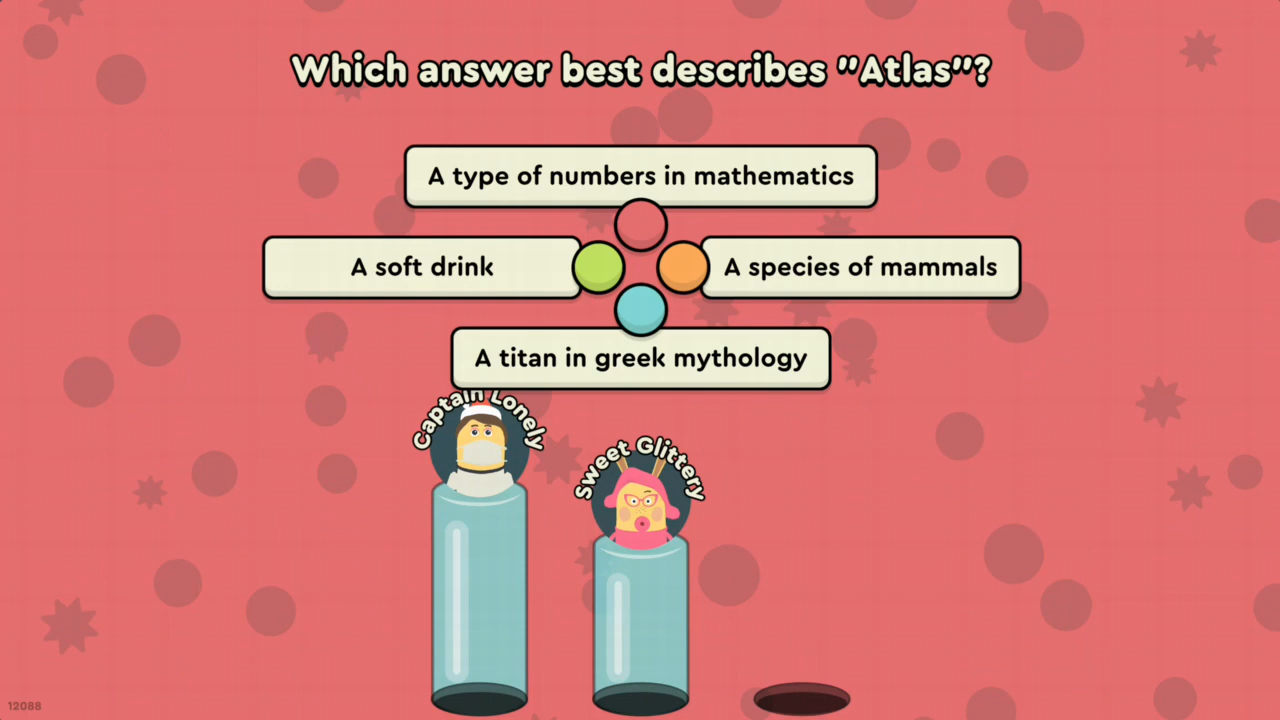 Which answer best describes "Atlas"?
A type of numbers in mathematics
A soft drink
A species of mammals
A titan in greek mythology
Captain Lonely
Sweet Glittery
12088